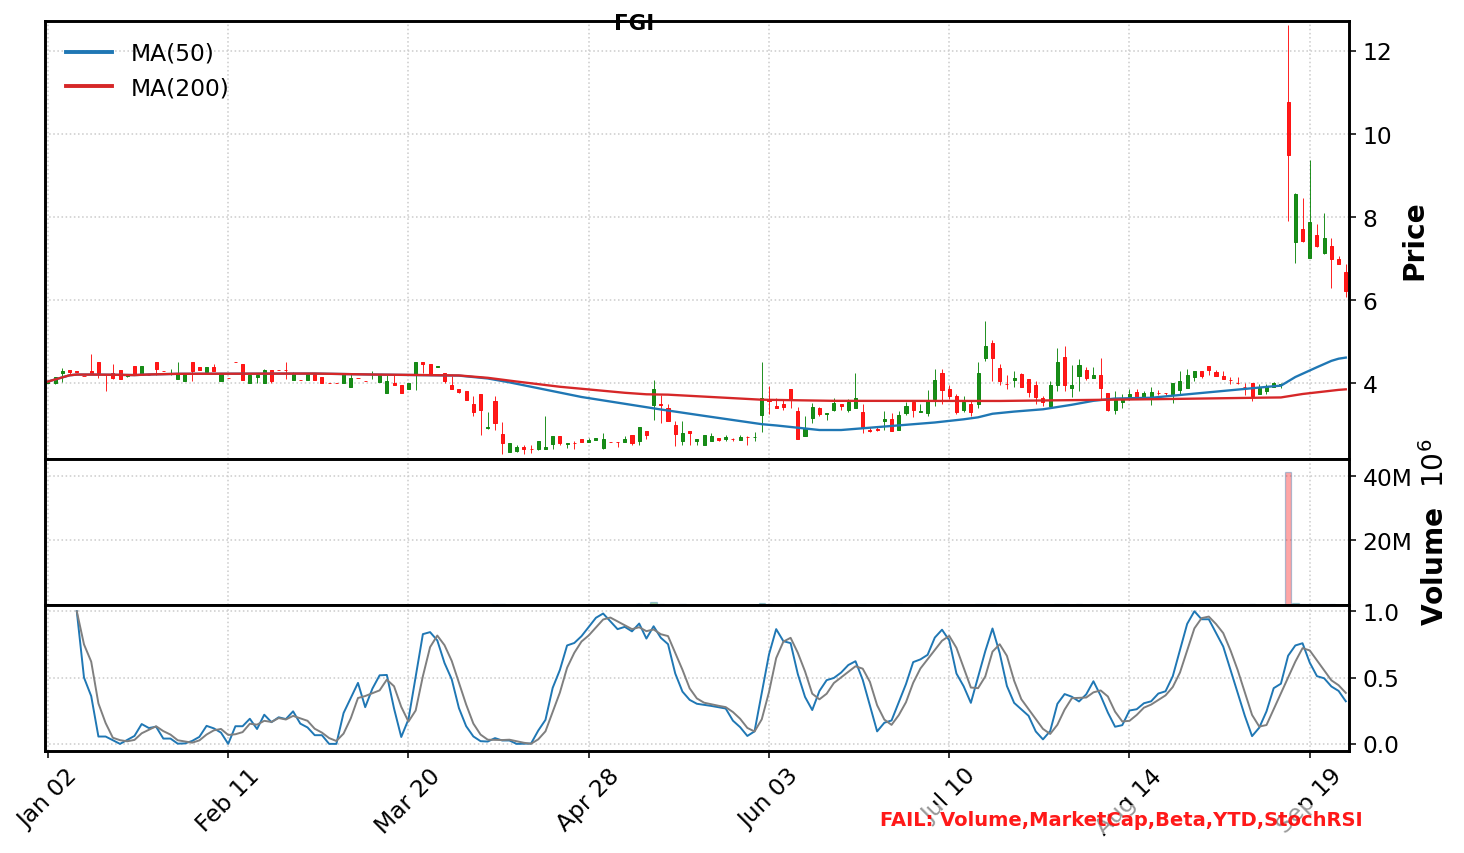 FGI
MA(50)
MA(200)
12
10
8
6
4
Price
40M
20M
Volume 10^6
1.0
0.5
0.0
Jan 02
Feb 11
Mar 20
Apr 28
Jun 03
Jul 10
Aug 14
Sep 19
FAIL: Volume,MarketCap,Beta,YTD,StochRSI